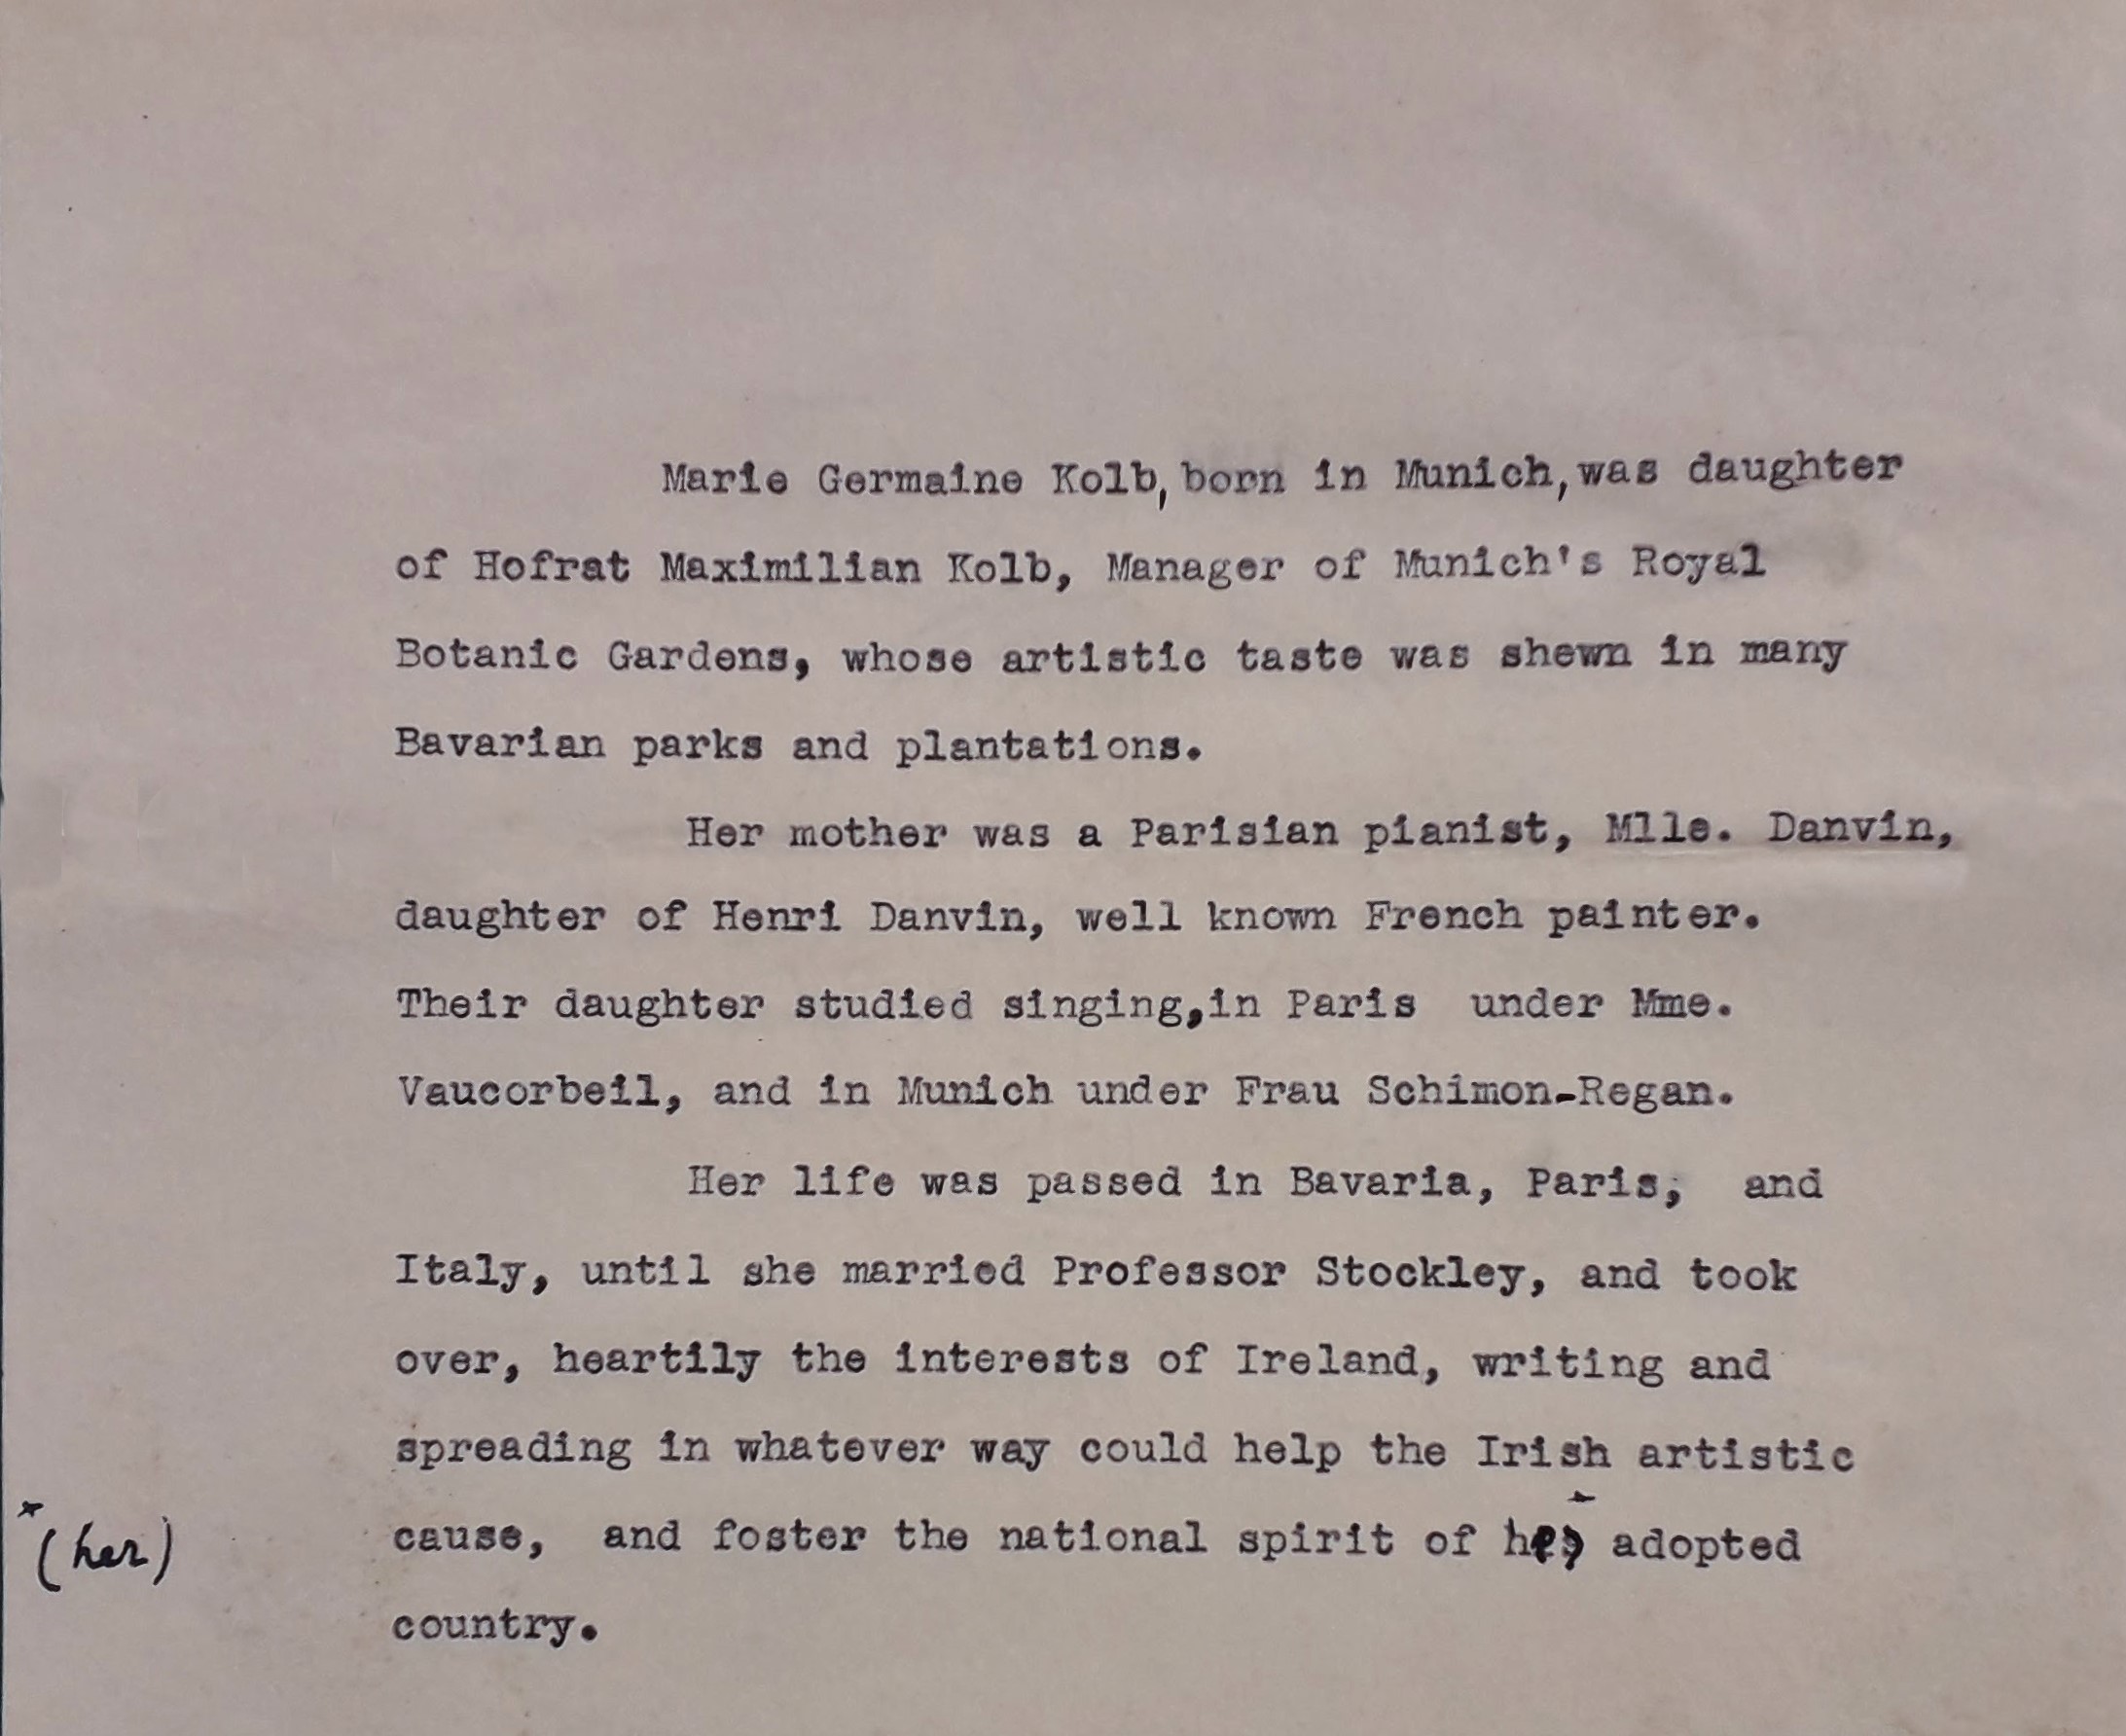 Marie Germaine Kolb, born in Munich, was daughter
of Hofrat Maximilian Kolb, Manager of Munich's Royal
Botanic Gardens, whose artistic taste was shewn in many
Bavarian parks and plantations.
Her mother was a Parisian pianist, Mlle. Danvin,
daughter of Henri Danvin, well known French painter.
Their daughter studied singing,in Paris under Mme.
Vaucorbeil, and in Munich under Frau Schimon-Regan.
Her life was passed in Bavaria, Paris, and
Italy, until she married Professor Stockley, and took
over, heartily the interests of Ireland, writing and
spreading in whatever way could help the Irish artistic
cause, and foster the national spirit of adopted
*(her)
country.